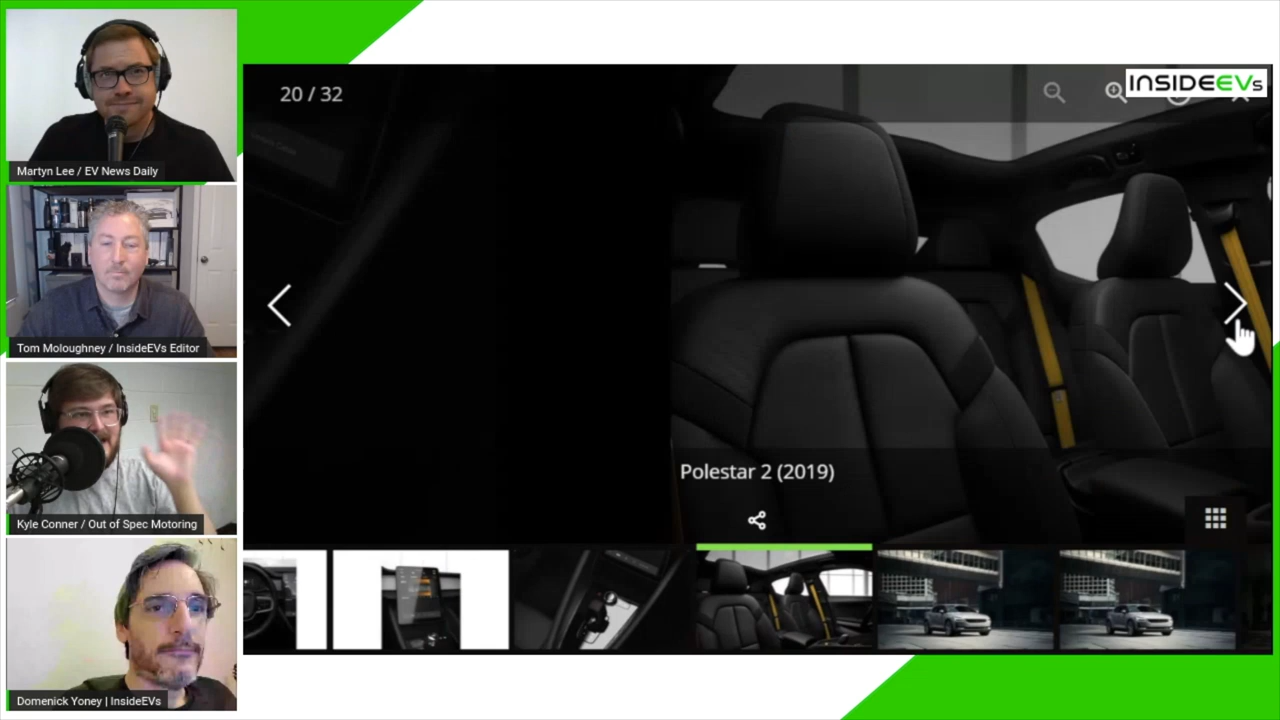 Martyn Lee / EV News Daily
Tom Moloughney / InsideEVs Editor
Kyle Conner / Out of Spec Motoring
Domenick Yoney | InsideEVs
20 / 32
INSIDEEVs
Polestar 2 (2019)